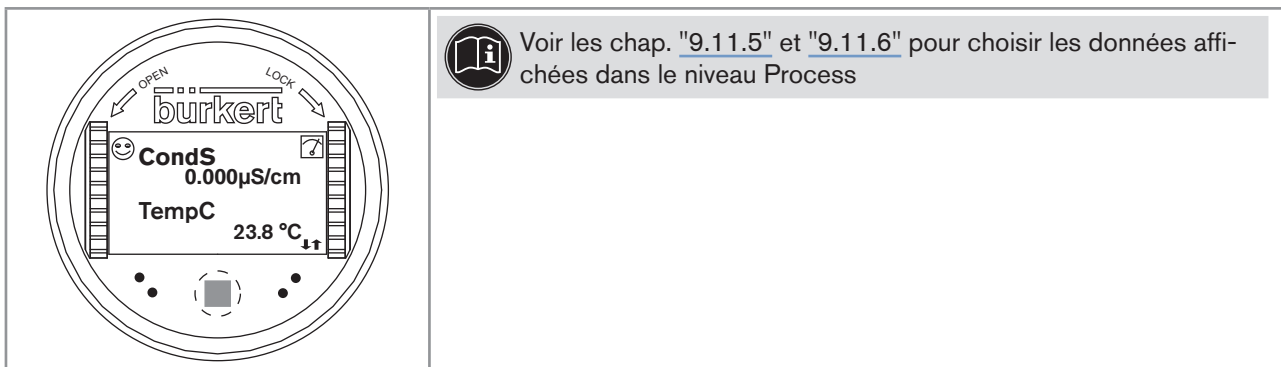 OPEN
LOCK
bürkert
CondS
0.000µS/cm
TempC
23.8 °C
Voir les chap. "9.11.5" et "9.11.6" pour choisir les données affi-
chées dans le niveau Process